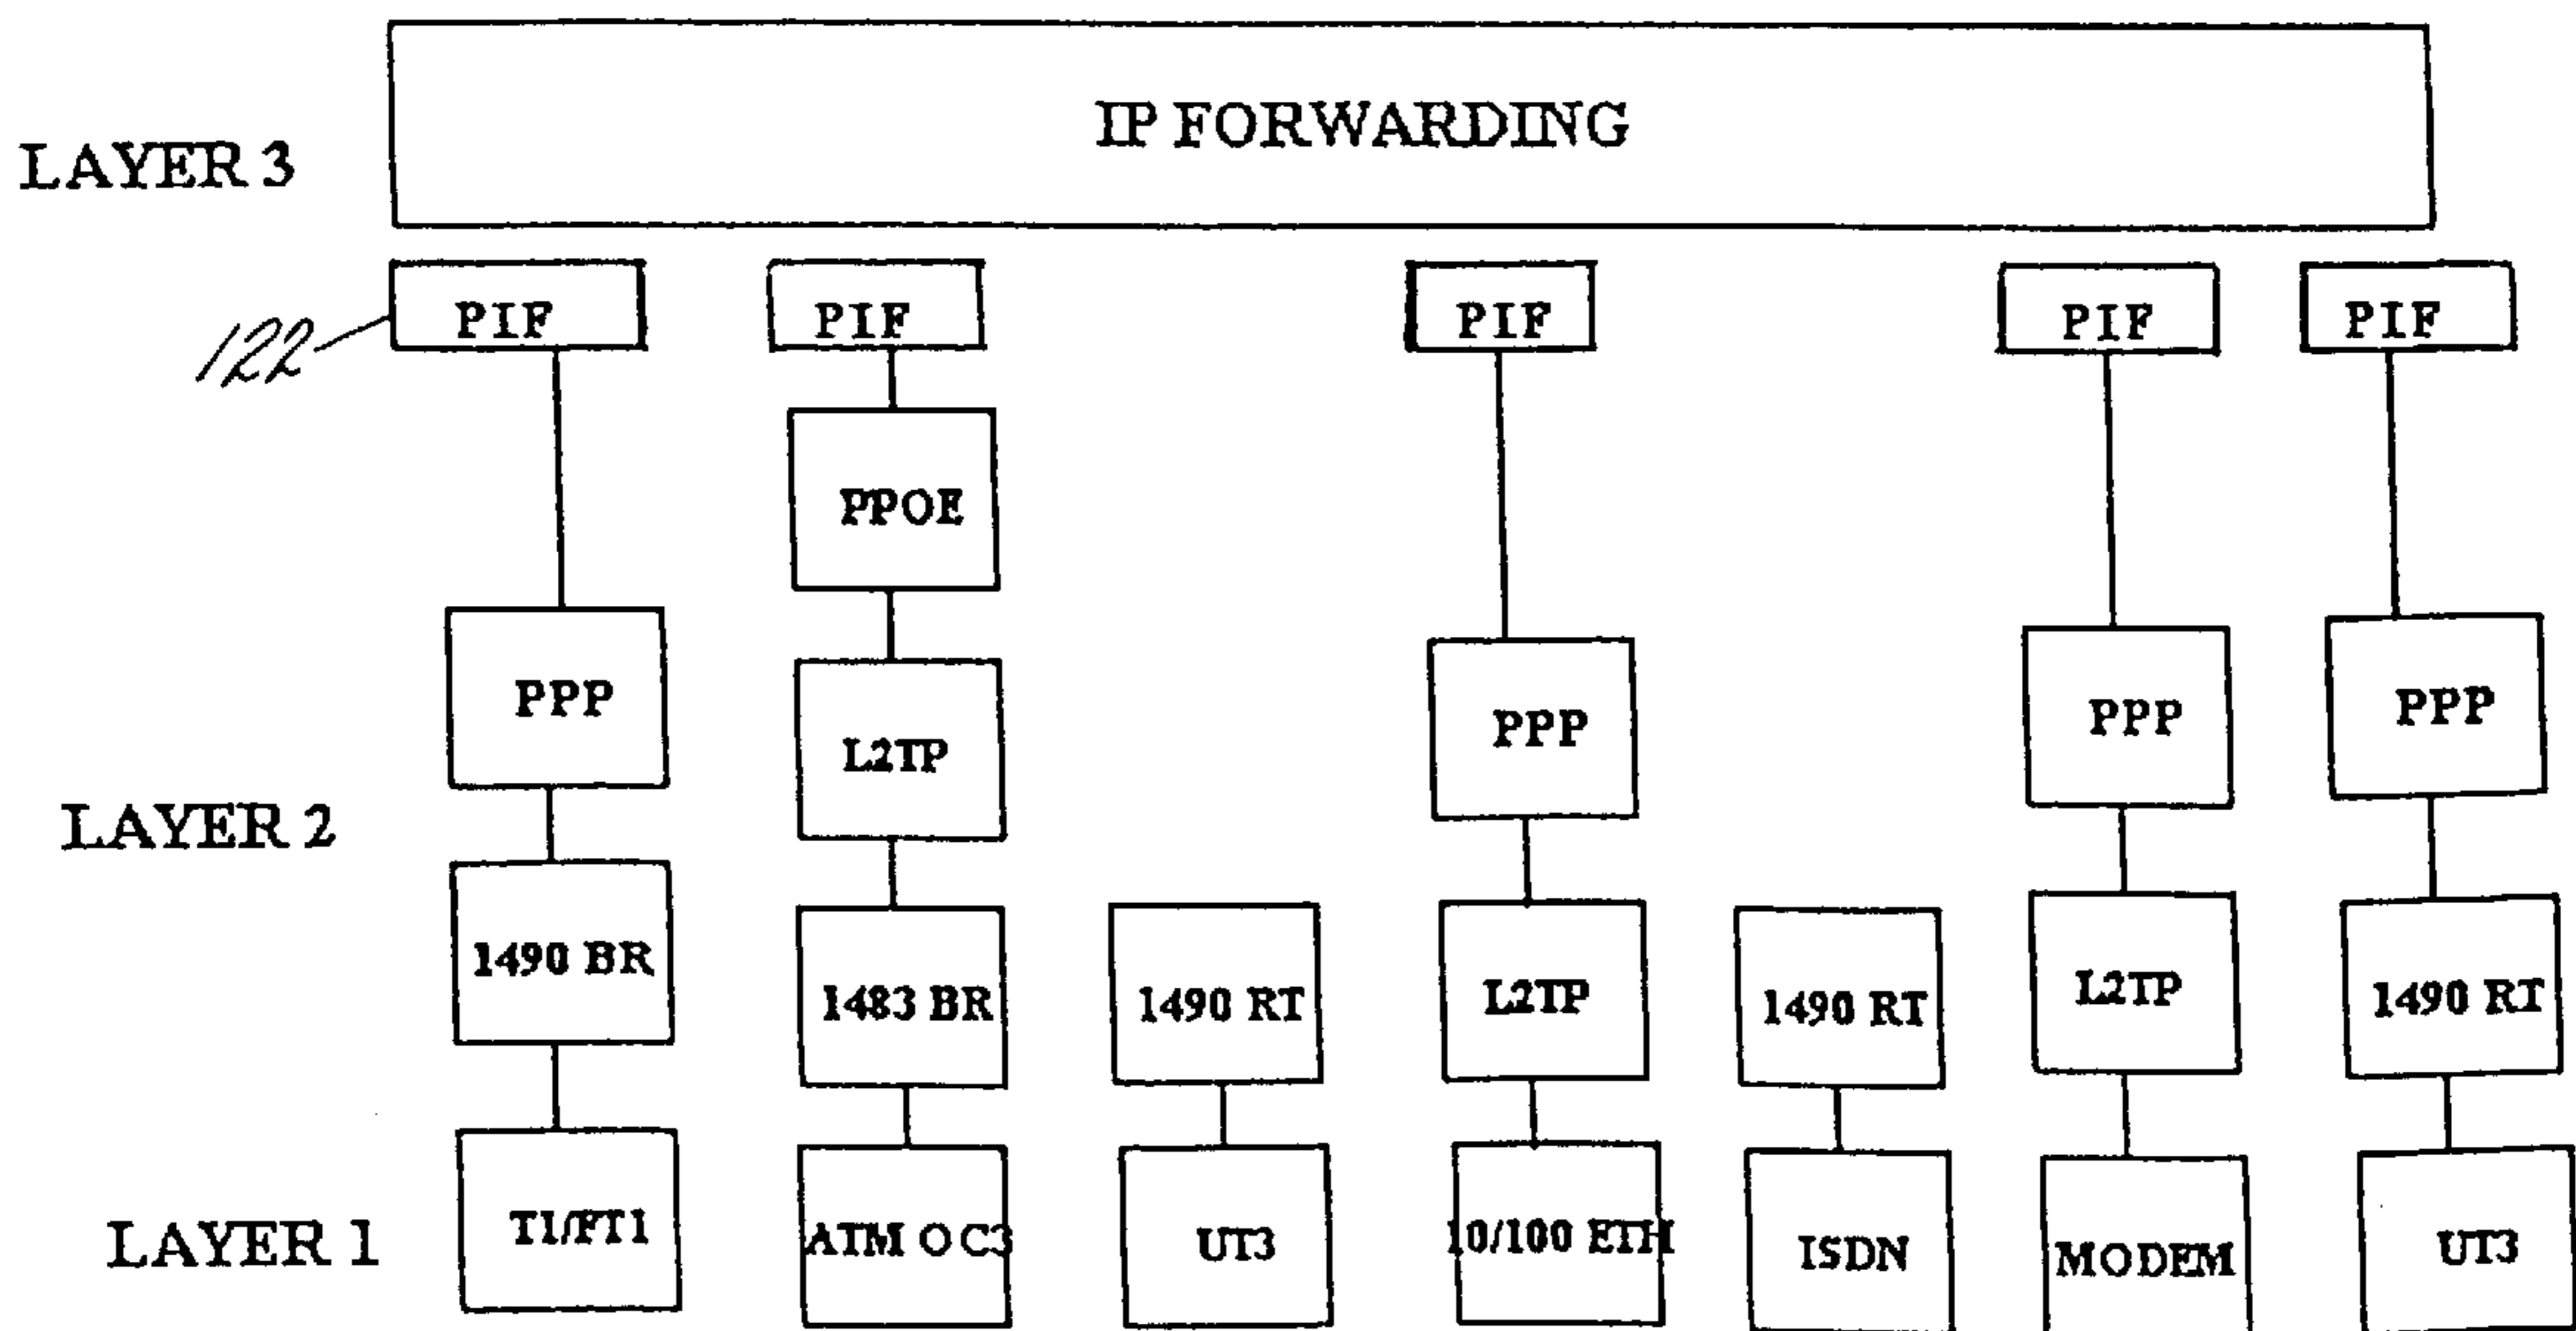 IP FORWARDING
LAYER 3
PIF PIF PIF PIF PIF
122
PPOE
PPP L2TP PPP PPP PPP
LAYER 2
1490 BR 1483 BR 1490 RT L2TP 1490 RT L2TP 1490 RT
LAYER 1
T1/FT1 ATM OC3 UT3 10/100 ETH ISDN MODEM UT3